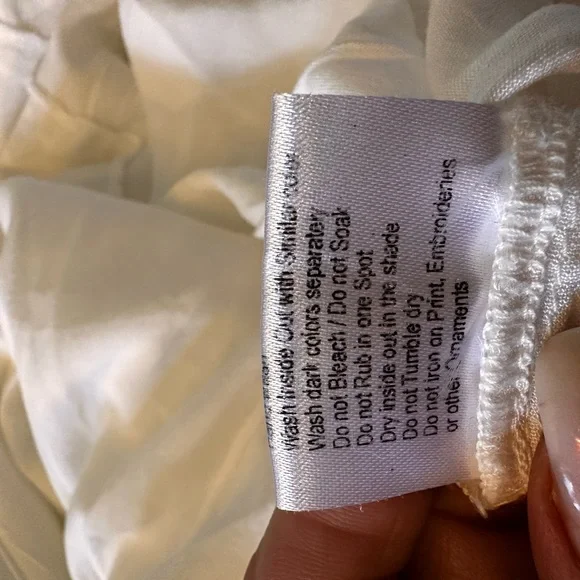 Wash Inside Out with Similar
Wash dark colors separately
Do not Bleach / Do not Soak
Do not Rub in one Spot
Dry inside out in the shade
Do not Tumble dry
Do not iron on Print, Embroideries
or other Ornaments